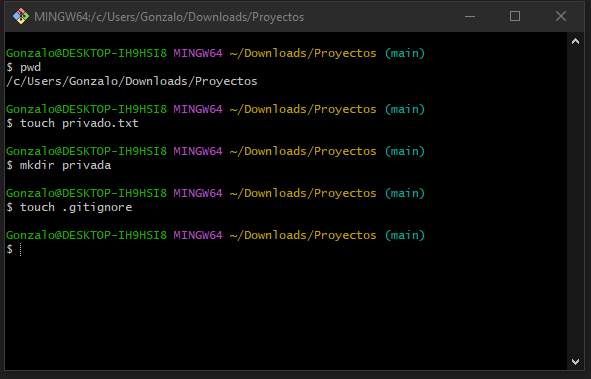 MINGW64:/c/Users/Gonzalo/Downloads/Proyectos
Gonzalo@DESKTOP-IH9HSI8 MINGW64 ~/Downloads/Proyectos (main)
$ pwd
/c/Users/Gonzalo/Downloads/Proyectos
Gonzalo@DESKTOP-IH9HSI8 MINGW64 ~/Downloads/Proyectos (main)
$ touch privado.txt
Gonzalo@DESKTOP-IH9HSI8 MINGW64 ~/Downloads/Proyectos (main)
$ mkdir privada
Gonzalo@DESKTOP-IH9HSI8 MINGW64 ~/Downloads/Proyectos (main)
$ touch .gitignore
Gonzalo@DESKTOP-IH9HSI8 MINGW64 ~/Downloads/Proyectos (main)
$